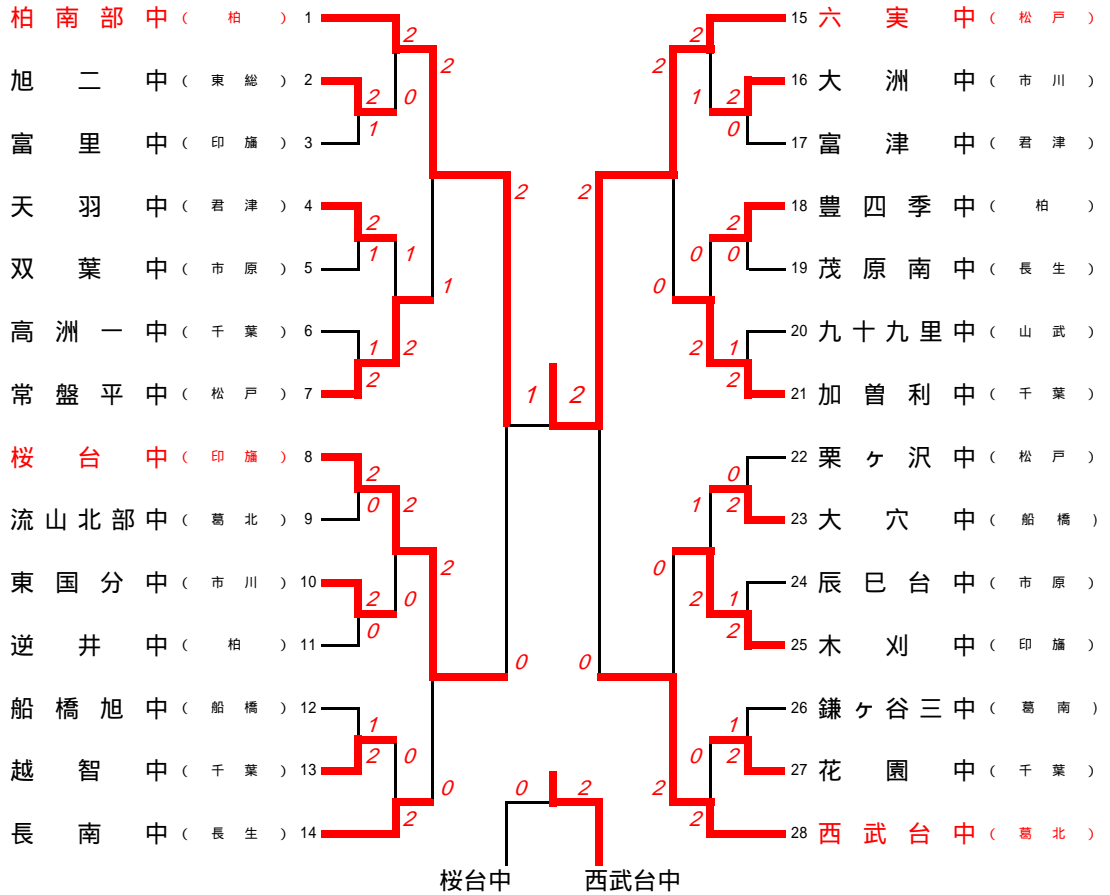 柏南部中（柏）1
2
2
旭二中（東総）2
2
0
1
富里中（印旛）3
天羽中（君津）4
2
1
1
双葉中（市原）5
1
高洲一中（千葉）6
1
2
2
常盤平中（松戸）7
2
桜台中（印旛）8
2
0
2
流山北部中（葛北）9
2
東国分中（市川）10
2
0
0
逆井中（柏）11
0
船橋旭中（船橋）12
1
2
0
越智中（千葉）13
0
2
長南中（長生）14
15 六実中（松戸）
2
2
16 大洲中（市川）
1
2
0
17 富津中（君津）
2
18 豊四季中（柏）
2
0
0
19 茂原南中（長生）
0
20 九十九里中（山武）
2
1
2
21 加曽利中（千葉）
1
2
22 栗ヶ沢中（松戸）
0
1
2
23 大穴中（船橋）
0
24 辰巳台中（市原）
2
1
2
25 木刈中（印旛）
0
26 鎌ヶ谷三中（葛南）
1
0
2
27 花園中（千葉）
2
2
28 西武台中（葛北）
0
2
桜台中
西武台中